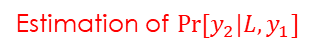 Estimation of Pr[y₂|L, y₁]